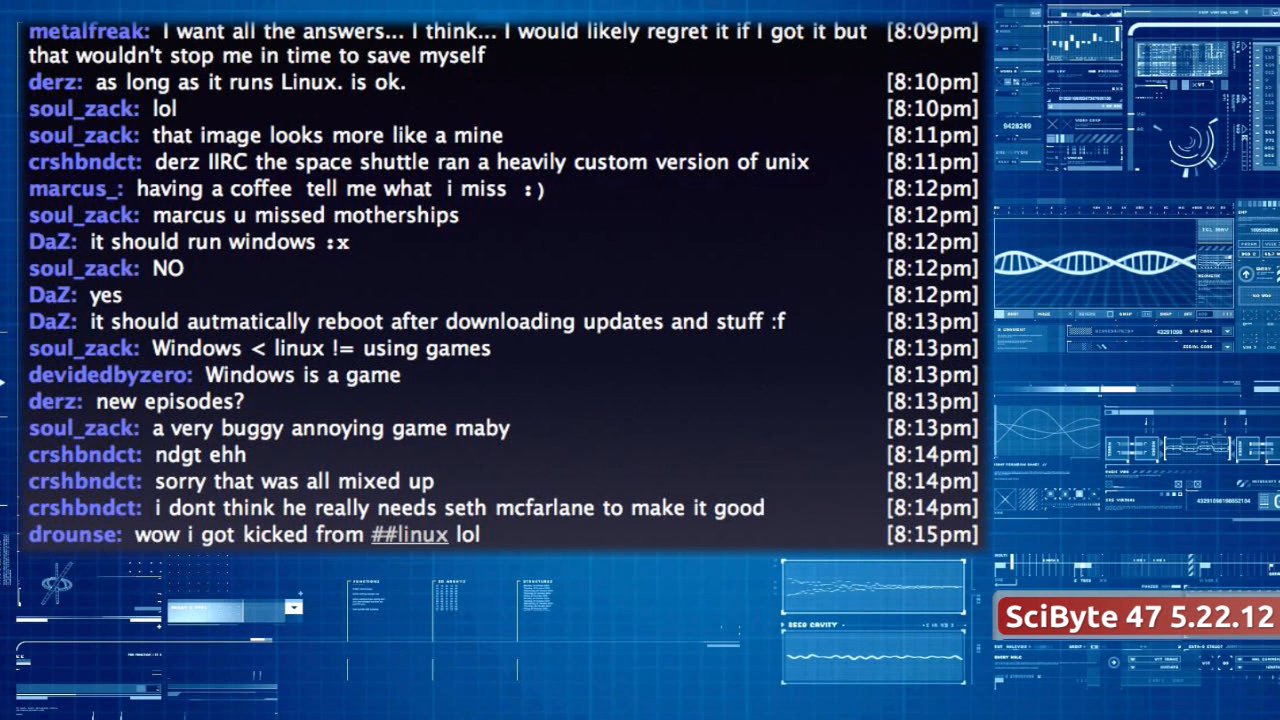 metalfreak: I want all the answers... i think... I would likely regret it if I got it but [8:09pm]
that wouldn't stop me in time to save myself
derz: as long as it runs Linux. is ok. [8:10pm]
soul_zack: lol [8:10pm]
soul_zack: that image looks more like a mine [8:11pm]
crshbndct: derz IIRC the space shuttle ran a heavily custom version of unix [8:11pm]
marcus_: having a coffee tell me what i miss :) [8:12pm]
soul_zack: marcus u missed motherships [8:12pm]
DaZ: it should run windows :x [8:12pm]
soul_zack: NO [8:12pm]
DaZ: yes [8:12pm]
DaZ: it should autmatically reboot after downloading updates and stuff :f [8:13pm]
soul_zack: Windows < linux != using games [8:13pm]
devidedbyzero: Windows is a game [8:13pm]
derz: new episodes? [8:13pm]
soul_zack: a very buggy annoying game maby [8:13pm]
crshbndct: ndgt ehh [8:14pm]
crshbndct: sorry that was all mixed up [8:14pm]
crshbndct: i dont think he really nands seth mcfarlane to make it good [8:14pm]
drounse: wow i got kicked from ##linux lol [8:15pm]
9428249
DEEP CAVITY
SciByte 47 5.22.12